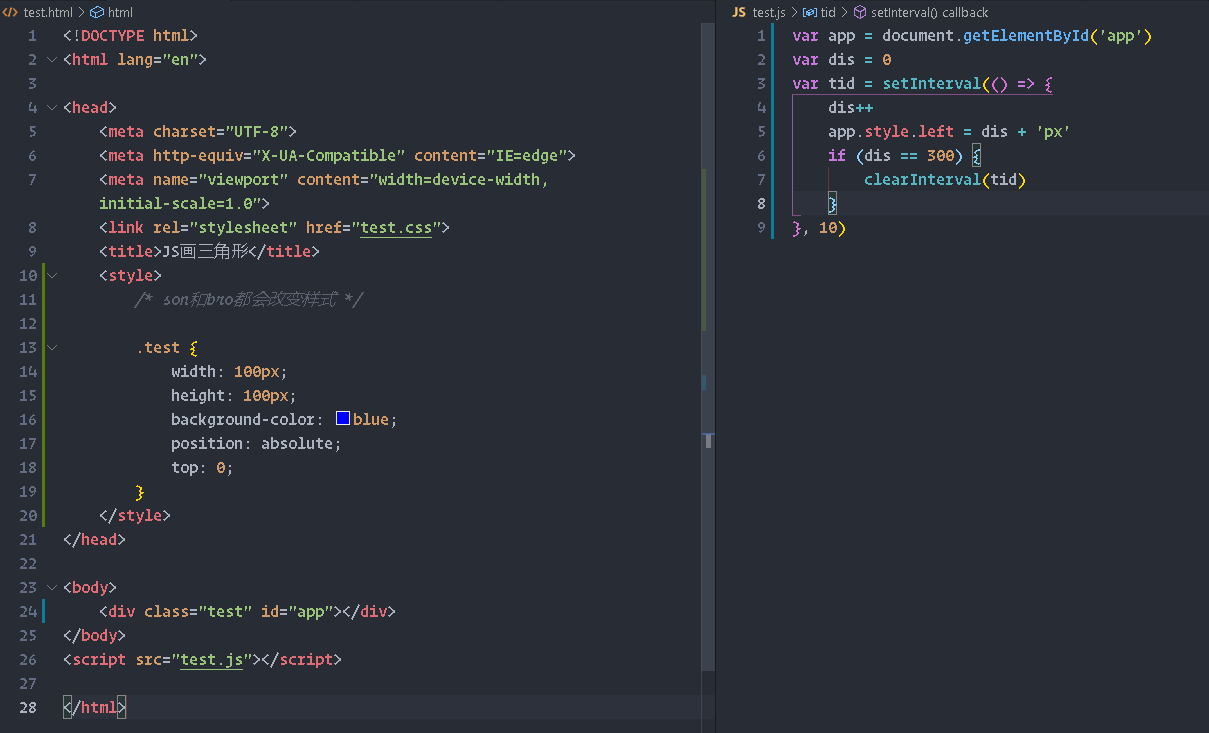 test.html > html
1 <!DOCTYPE html>
2 <html lang="en">
3
4 <head>
5     <meta charset="UTF-8">
6     <meta http-equiv="X-UA-Compatible" content="IE=edge">
7     <meta name="viewport" content="width=device-width,
    initial-scale=1.0">
8     <link rel="stylesheet" href="test.css">
9     <title>JS画三角形</title>
10     <style>
11         /* son和bro都会改变样式 */
12
13         .test {
14             width: 100px;
15             height: 100px;
16             background-color: blue;
17             position: absolute;
18             top: 0;
19         }
20     </style>
21 </head>
22
23 <body>
24     <div class="test" id="app"></div>
25 </body>
26 <script src="test.js"></script>
27
28 </html>
JS test.js > tid > setInterval() callback
1 var app = document.getElementById('app')
2 var dis = 0
3 var tid = setInterval(() => {
4     dis++
5     app.style.left = dis + 'px'
6     if (dis == 300) {
7         clearInterval(tid)
8     }
9 }, 10)